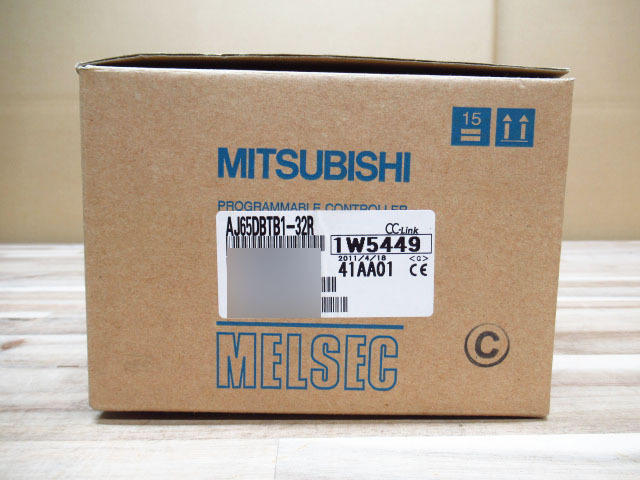 15
MITSUBISHI
PROGRAMMABLE CONTROLLER
AJ65DBTB1-32R
CC-Link
1W5449
2011/4/18 <G>
41AA01 CE
MELSEC
C